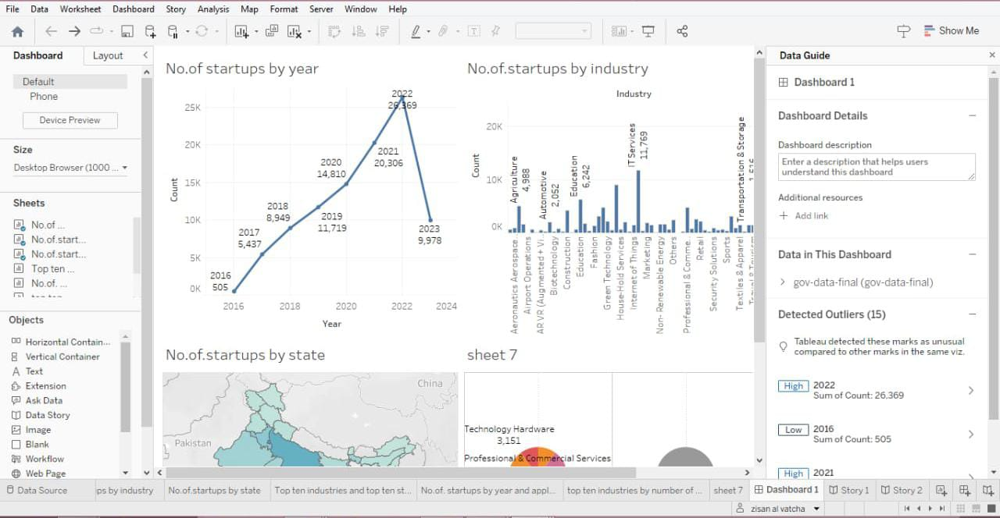 File Data Worksheet Dashboard Story Analysis Map Format Server Window Help
Show Me
Dashboard Layout
Default
Phone
Device Preview
Size
Desktop Browser (1000 ...
Sheets
No.of ...
No.of.start...
No.of.start...
Top ten ...
No.of. ...
Objects
Horizontal Contain...
Vertical Container
Text
Extension
Ask Data
Data Story
Image
Blank
Workflow
Web Page
No.of startups by year
Count
25K
20K
15K
10K
5K
0K
2016
505
2017
5,437
2018
8,949
2019
11,719
2020
14,810
2021
20,306
2022
26,369
2023
9,978
2016 2018 2020 2022 2024
Year
No.of.startups by industry
Industry
Count
20K
10K
0K
Agriculture
4,988
Automotive
2,052
Education
6,242
IT Services
11,769
Transportation & Storage
Aeronautics Aerospace..
Airport Operations
AR VR (Augmented + Vi..
Biotechnology
Construction
Education
Fashion
Green Technology
House-Hold Services
Internet of Things
Marketing
Non- Renewable Energy
Others
Professional & Comme..
Retail
Security Solutions
Sports
Textiles & Apparel
No.of.startups by state
China
Pakistan
sheet 7
Technology Hardware
3,151
Professional & Commercial Services
Data Guide
Dashboard 1
Dashboard Details
Dashboard description
Enter a description that helps users
understand this dashboard
Additional resources
Add link
Data in This Dashboard
gov-data-final (gov-data-final)
Detected Outliers (15)
Tableau detected these marks as unusual
compared to other marks in the same viz.
High 2022
Sum of Count: 26,369
Low 2016
Sum of Count: 505
High 2021
Data Source ps by industry No.of.startups by state Top ten industries and top ten st... No.of. startups by year and appl... top ten industries by number of ... sheet 7 Dashboard 1 Story 1 Story 2
zisan al vatcha